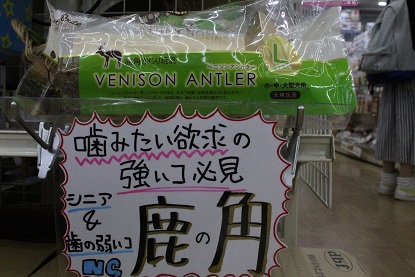 VENISON ANTLER
L
小・中・大型犬用
噛みたい欲求の
強いコ必見
シニア
&
歯の弱いコ
NG
鹿の角